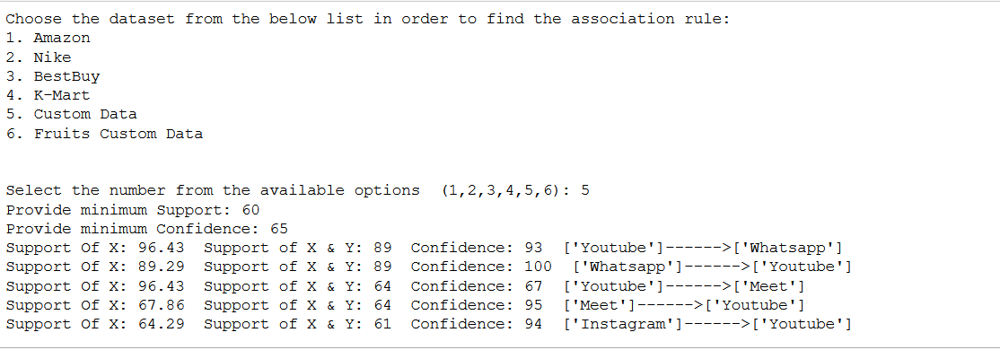 Choose the dataset from the below list in order to find the association rule:
1. Amazon
2. Nike
3. BestBuy
4. K-Mart
5. Custom Data
6. Fruits Custom Data
Select the number from the available options  (1,2,3,4,5,6): 5
Provide minimum Support: 60
Provide minimum Confidence: 65
Support Of X: 96.43  Support of X & Y: 89  Confidence: 93  ['Youtube']------>['Whatsapp']
Support Of X: 89.29  Support of X & Y: 89  Confidence: 100  ['Whatsapp']------>['Youtube']
Support Of X: 96.43  Support of X & Y: 64  Confidence: 67  ['Youtube']------>['Meet']
Support Of X: 67.86  Support of X & Y: 64  Confidence: 95  ['Meet']------>['Youtube']
Support Of X: 64.29  Support of X & Y: 61  Confidence: 94  ['Instagram']------>['Youtube']